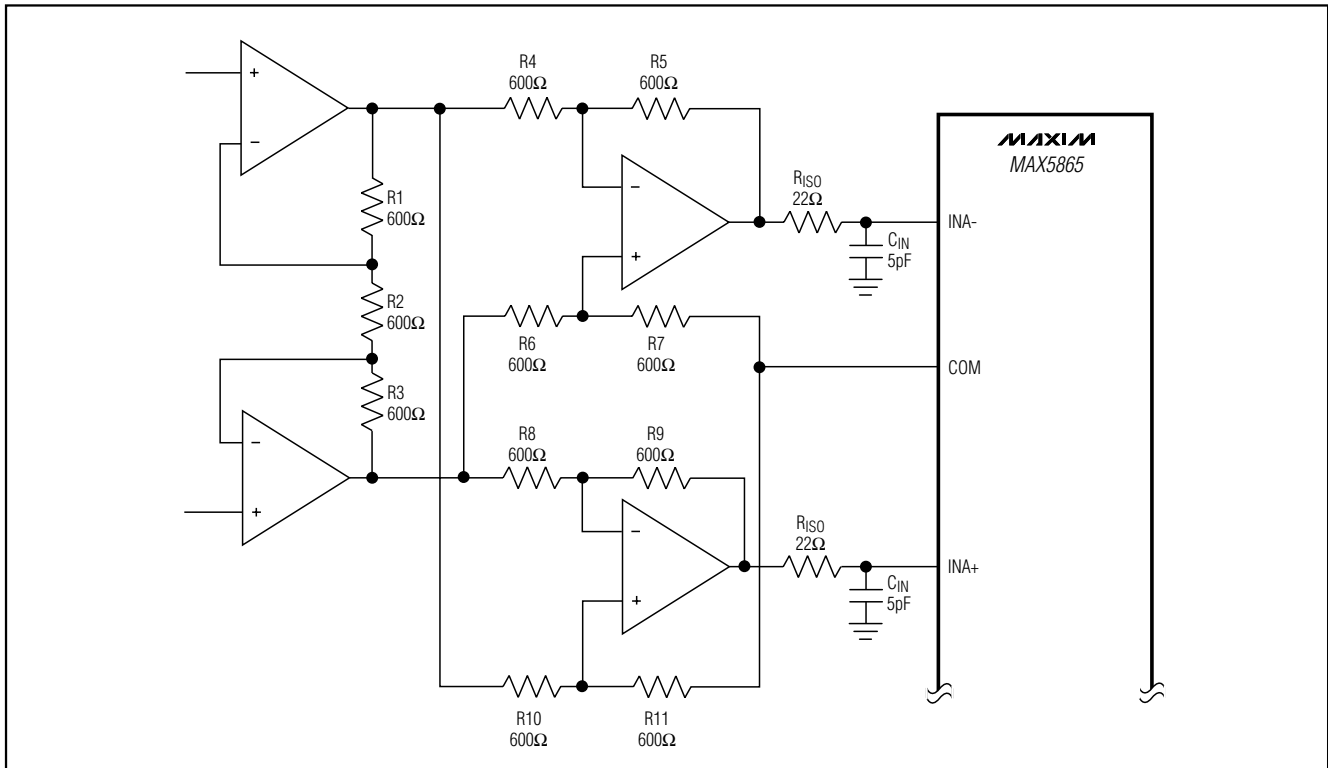 R4
600Ω
R5
600Ω
+
−
R1
600Ω
R2
600Ω
R3
600Ω
−
+
−
+
R6
600Ω
R7
600Ω
R8
600Ω
R9
600Ω
−
+
R10
600Ω
R11
600Ω
RISO
22Ω
CIN
5pF
RISO
22Ω
CIN
5pF
MAXIM
MAX5865
INA-
COM
INA+